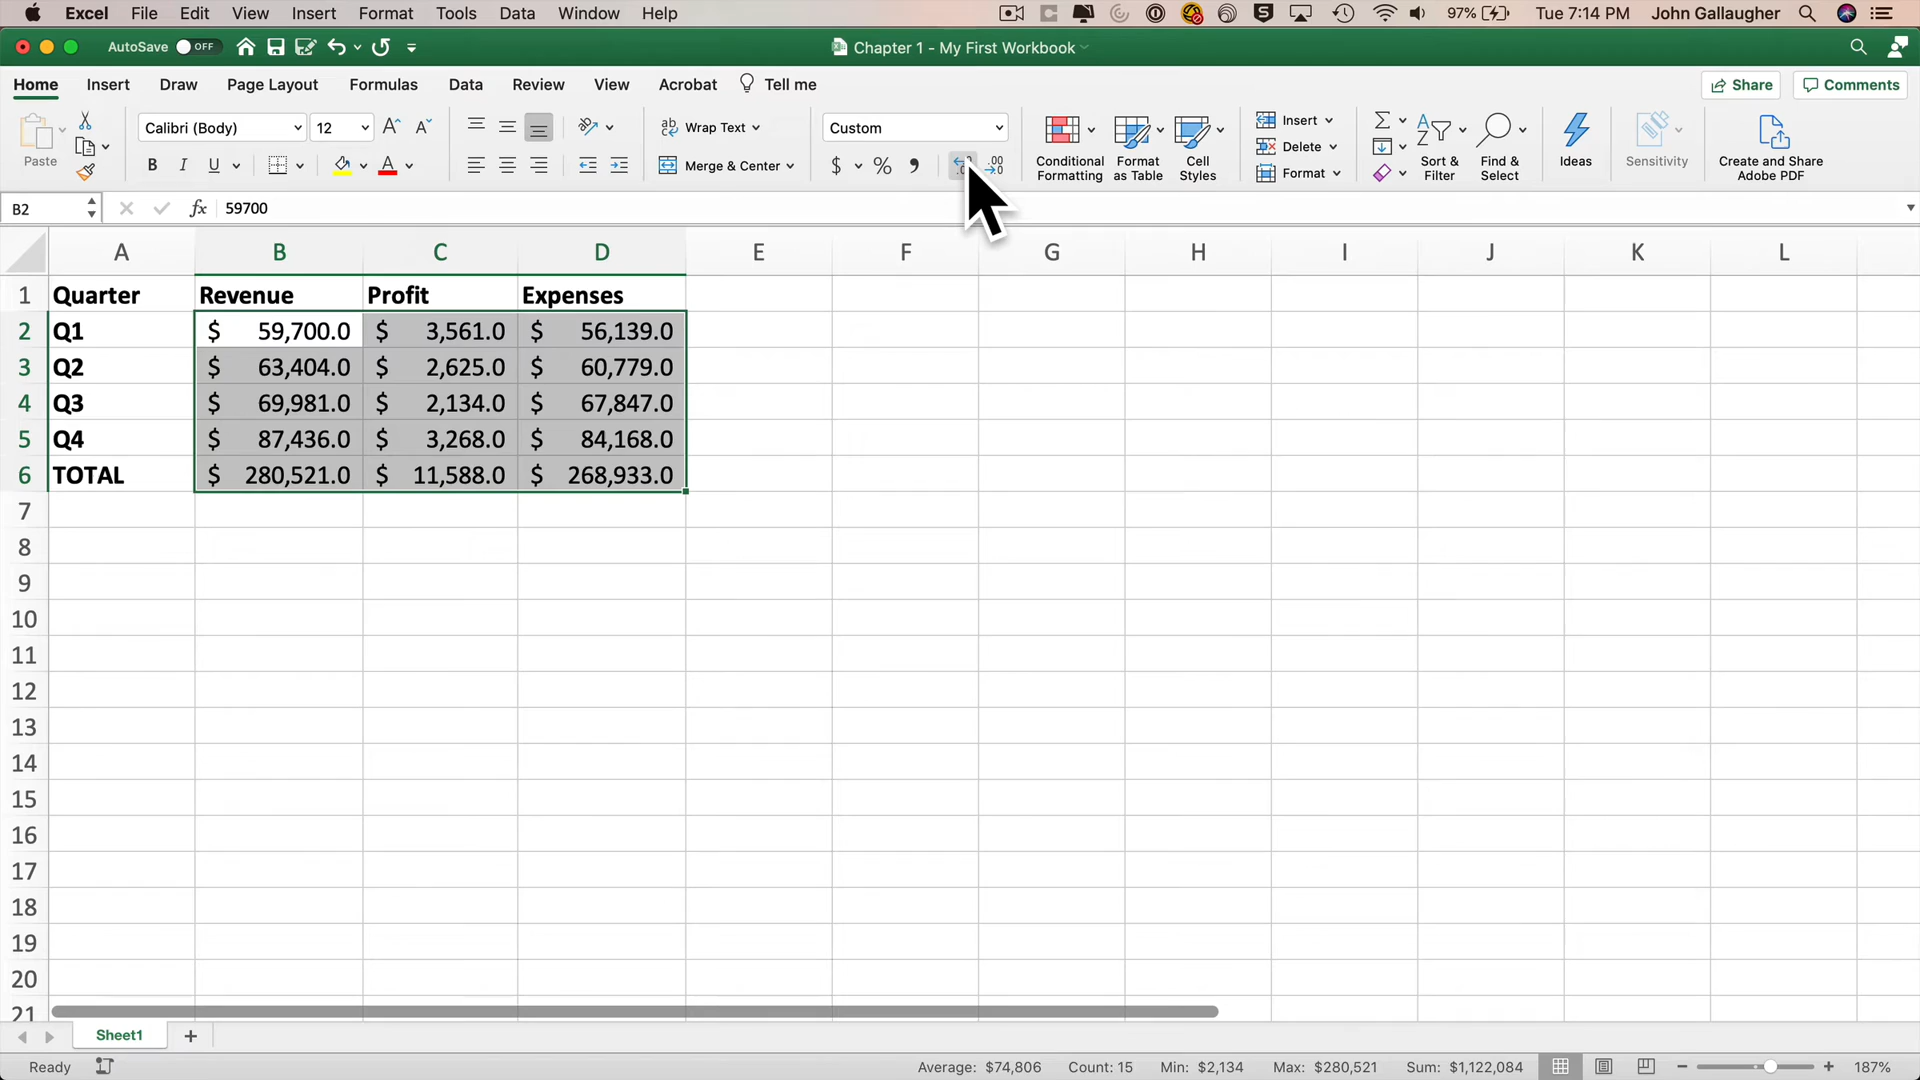 Excel File Edit View Insert Format Tools Data Window Help 97% Tue 7:14 PM John Gallaugher
AutoSave OFF Chapter 1 - My First Workbook
Home Insert Draw Page Layout Formulas Data Review View Acrobat Tell me Share Comments
Paste Calibri (Body) 12 Wrap Text Custom Conditional Formatting Format as Table Cell Styles Insert Sort & Filter Find & Select Ideas Sensitivity Create and Share Adobe PDF
B I U A Merge & Center $ % Delete
Format
B2 fx 59700
A B C D E F G H I J K L
1 Quarter Revenue Profit Expenses
2 Q1 $ 59,700.0 $ 3,561.0 $ 56,139.0
3 Q2 $ 63,404.0 $ 2,625.0 $ 60,779.0
4 Q3 $ 69,981.0 $ 2,134.0 $ 67,847.0
5 Q4 $ 87,436.0 $ 3,268.0 $ 84,168.0
6 TOTAL $ 280,521.0 $ 11,588.0 $ 268,933.0
7
8
9
10
11
12
13
14
15
16
17
18
19
20
21
Sheet1 +
Ready Average: $74,806 Count: 15 Min: $2,134 Max: $280,521 Sum: $1,122,084 187%